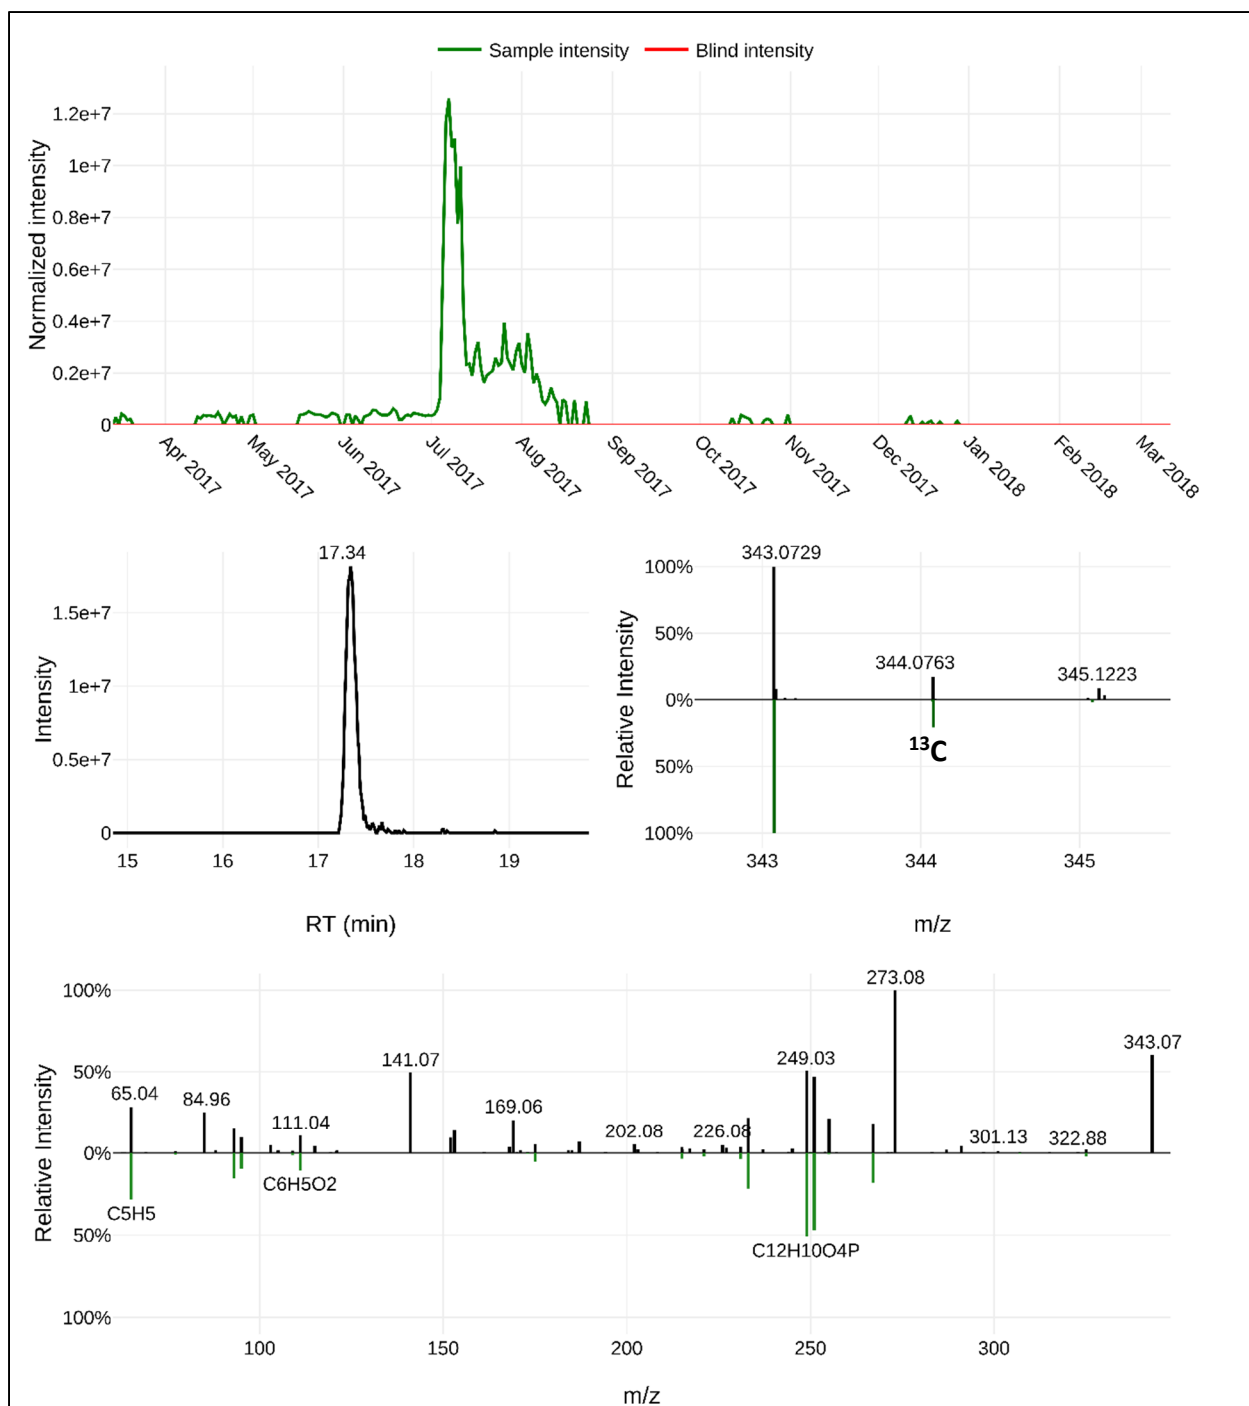 Sample intensity Blind intensity
Normalized intensity
1.2e+7
1e+7
0.8e+7
0.6e+7
0.4e+7
0.2e+7
0
Apr 2017 May 2017 Jun 2017 Jul 2017 Aug 2017 Sep 2017 Oct 2017 Nov 2017 Dec 2017 Jan 2018 Feb 2018 Mar 2018
17.34
Intensity
1.5e+7
1e+7
0.5e+7
0
15 16 17 18 19
RT (min)
343.0729
344.0763
345.1223
Relative Intensity
100%
50%
0%
50%
100%
13C
343 344 345
m/z
Relative Intensity
100%
50%
0%
50%
100%
273.08
343.07
141.07
249.03
65.04
84.96
169.06
111.04
202.08
226.08
301.13
322.88
C5H5
C6H5O2
C12H10O4P
100 150 200 250 300
m/z